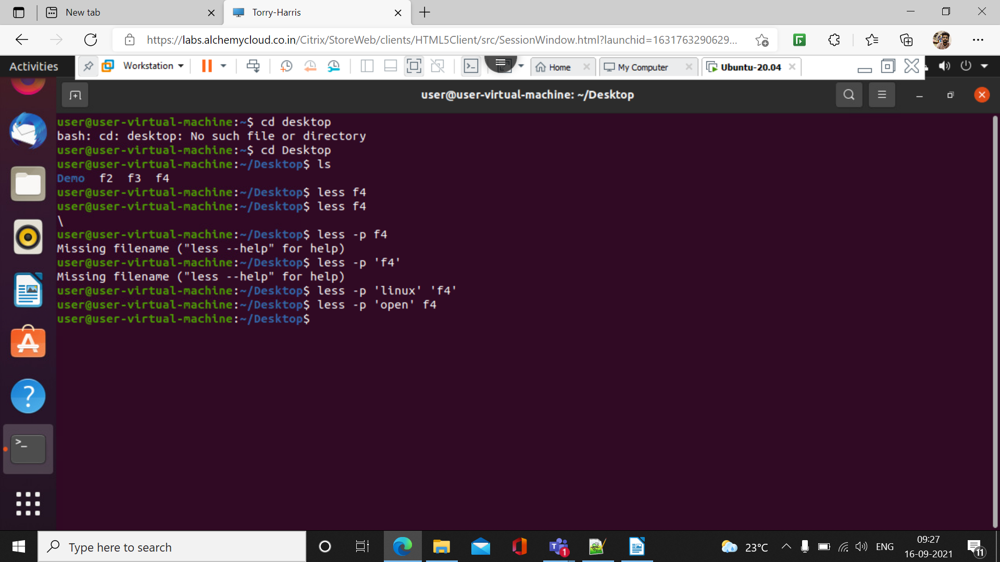 New tab
Torry-Harris
https://labs.alchemycloud.co.in/Citrix/StoreWeb/clients/HTML5Client/src/SessionWindow.html?launchid=1631763290629...
Activities
Workstation
Home
My Computer
Ubuntu-20.04
user@user-virtual-machine: ~/Desktop
user@user-virtual-machine:~$ cd desktop
bash: cd: desktop: No such file or directory
user@user-virtual-machine:~$ cd Desktop
user@user-virtual-machine:~/Desktop$ ls
Demo f2 f3 f4
user@user-virtual-machine:~/Desktop$ less f4
user@user-virtual-machine:~/Desktop$ less f4
\
user@user-virtual-machine:~/Desktop$ less -p f4
Missing filename ("less --help" for help)
user@user-virtual-machine:~/Desktop$ less -p 'f4'
Missing filename ("less --help" for help)
user@user-virtual-machine:~/Desktop$ less -p 'linux' 'f4'
user@user-virtual-machine:~/Desktop$ less -p 'open' f4
user@user-virtual-machine:~/Desktop$
Type here to search
1
23°C
ENG
09:27
16-09-2021
11